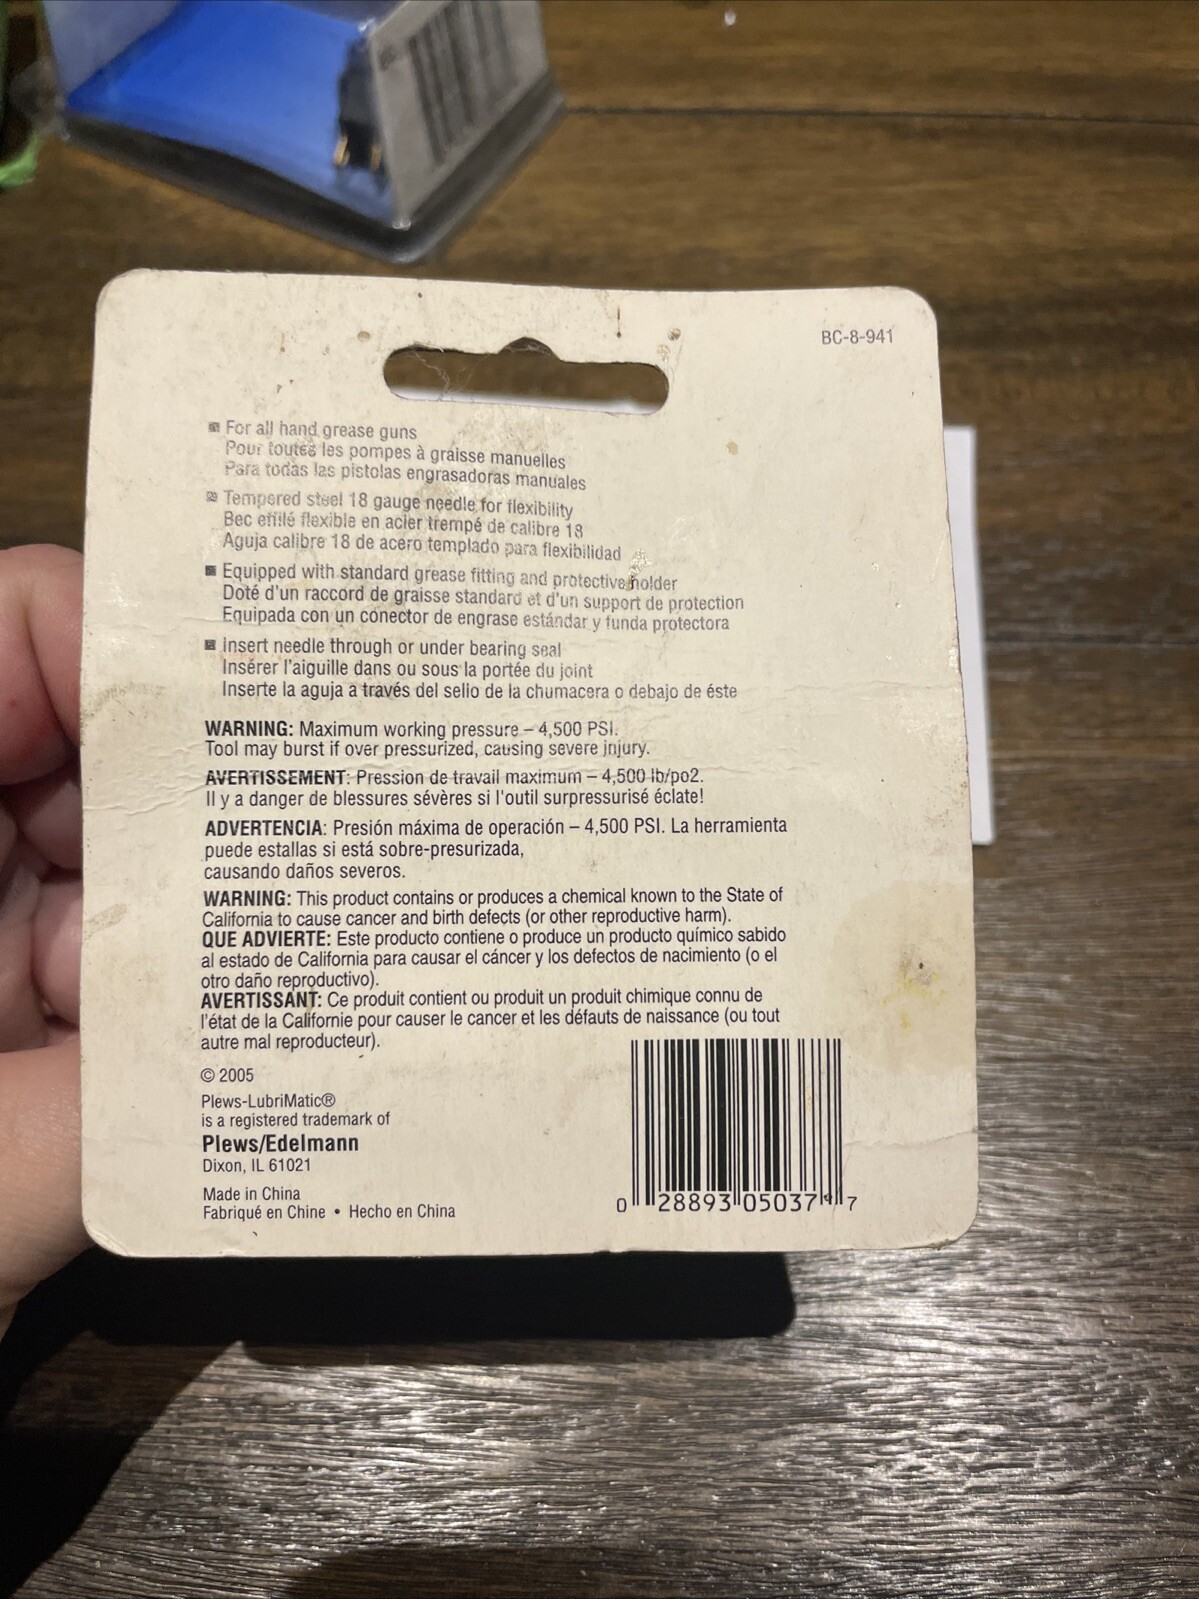 BC-8-941
For all hand grease guns
Pour toutes les pompes à graisse manuelles
Para todas las pistolas engrasadoras manuales
Tempered steel 18 gauge needle for flexibility
Bec effilé flexible en acier trempé de calibre 18
Aguja calibre 18 de acero templado para flexibilidad
Equipped with standard grease fitting and protective holder
Doté d'un raccord de graisse standard et d'un support de protection
Equipada con un conector de engrase estándar y funda protectora
Insert needle through or under bearing seal
Insérer l'aiguille dans ou sous la portée du joint
Inserte la aguja a través del sello de la chumacera o debajo de éste
WARNING: Maximum working pressure – 4,500 PSI.
Tool may burst if over pressurized, causing severe injury.
AVERTISSEMENT: Pression de travail maximum – 4,500 lb/po2.
Il y a danger de blessures sévères si l'outil surpressurisé éclate!
ADVERTENCIA: Presión máxima de operación – 4,500 PSI. La herramienta
puede estallas si está sobre-presurizada,
causando daños severos.
WARNING: This product contains or produces a chemical known to the State of
California to cause cancer and birth defects (or other reproductive harm).
QUE ADVIERTE: Este producto contiene o produce un producto químico sabido
al estado de California para causar el cáncer y los defectos de nacimiento (o el
otro daño reproductivo).
AVERTISSANT: Ce produit contient ou produit un produit chimique connu de
l'état de la Californie pour causer le cancer et les défauts de naissance (ou tout
autre mal reproducteur).
© 2005
Plews-LubriMatic®
is a registered trademark of
Plews/Edelmann
Dixon, IL 61021
Made in China
Fabriqué en Chine • Hecho en China
0 28893 05037 7